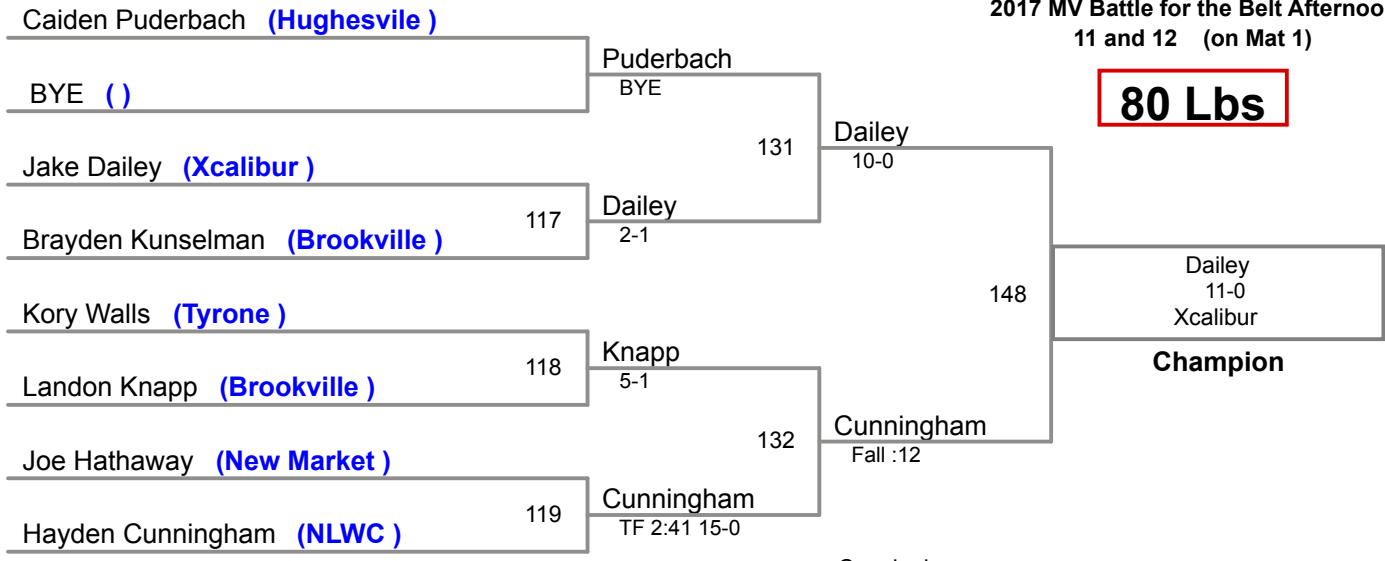 2017 MV Battle for the Belt Afternoo
11 and 12 (on Mat 1)
80 Lbs
Caiden Puderbach (Hughesvile )
BYE ( )
Puderbach
BYE
Jake Dailey (Xcalibur )
Brayden Kunselman (Brookville )
117
Dailey
2-1
131
Dailey
10-0
Kory Walls (Tyrone )
Landon Knapp (Brookville )
118
Knapp
5-1
Joe Hathaway (New Market )
Hayden Cunningham (NLWC )
119
Cunningham
TF 2:41 15-0
132
Cunningham
Fall :12
148
Dailey
11-0
Xcalibur
Champion